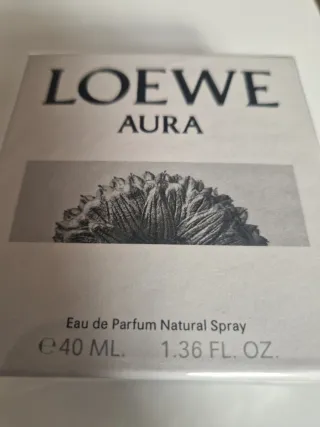 LOEWE
AURA
Eau de Parfum Natural Spray
℮40 ML. 1.36 FL. OZ.